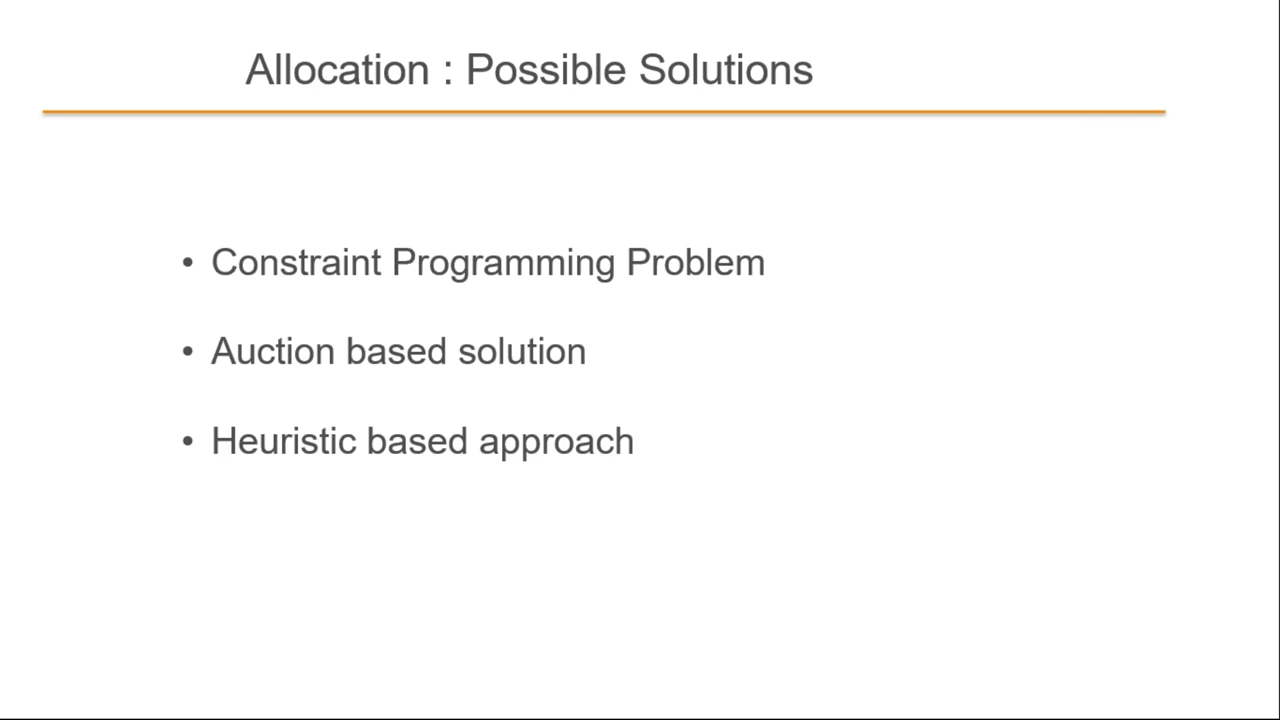 Allocation : Possible Solutions
• Constraint Programming Problem
• Auction based solution
• Heuristic based approach